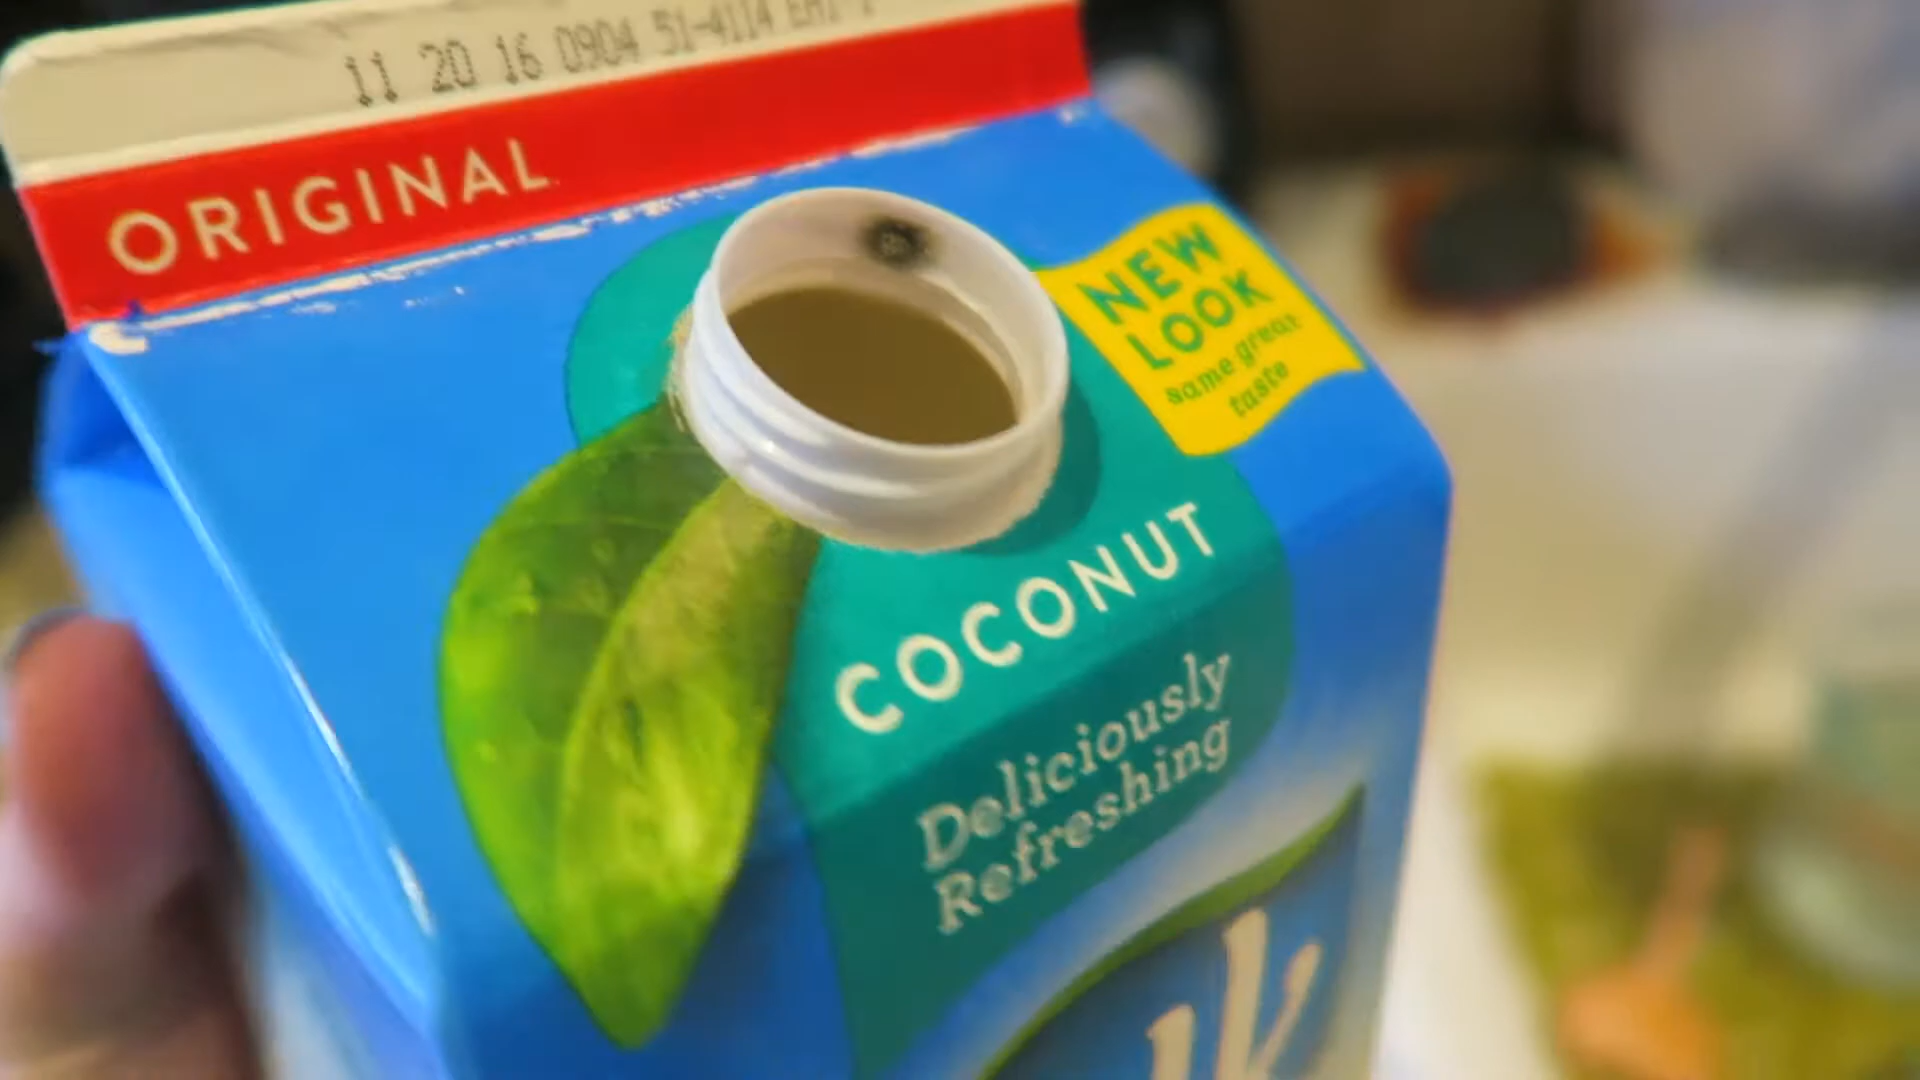 11 20 16 0904 51-4114
ORIGINAL
NEW
LOOK
same great
taste
COCONUT
Deliciously
Refreshing